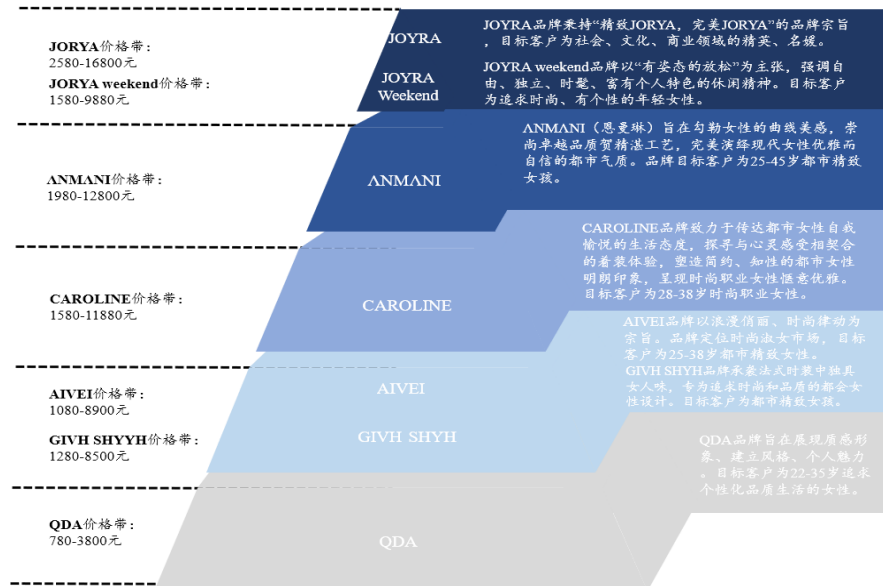 JORYA价格带：
2580-16800元
JORYA weekend价格带：
1580-9880元
JOYRA
JOYRA品牌秉持“精致JORYA，完美JORYA”的品牌宗旨
，目标客户为社会、文化、商业领域的精英、名媛。
JOYRA
Weekend
JOYRA weekend品牌以“有姿态的放松”为主张，强调自
由、独立、时髦、富有个人特色的休闲精神。目标客户
为追求时尚、有个性的年轻女性。
ΛNMΛNI价格带：
1980-12800元
ΛNMΛNI
ΛNMΛNI（恩曼琳）旨在勾勒女性的曲线美感，崇
尚卓越品质贺精湛工艺，完美演绎现代女性优雅而
自信的都市气质。品牌目标客户为25-45岁都市精致
女孩。
CAROLINE价格带：
1580-11880元
CAROLINE
CAROLINE品牌致力于传达都市女性自我
愉悦的生活态度，探寻与心灵感受相契合
的着装体验，塑造简约、知性的都市女性
明朗印象，呈现时尚职业女性惬意优雅。
目标客户为28-38岁时尚职业女性。
AIVEI价格带：
1080-8900元
GIVH SHYYH价格带：
1280-8500元
AIVEI
GIVH SHYH
AIVEI品牌以浪漫俏丽、时尚律动为
宗旨。品牌定位时尚淑女市场，目标
客户为25-38岁都市精致女性。
GIVH SHYH品牌承袭法式时装中独具
女人味，专为追求时尚和品质的都会女
性设计。目标客户为都市精致女孩。
QDA价格带：
780-3800元
QDA
QDA品牌旨在展现质感形
象、建立风格、个人魅力
。目标客户为22-35岁追求
个性化品质生活的女性。